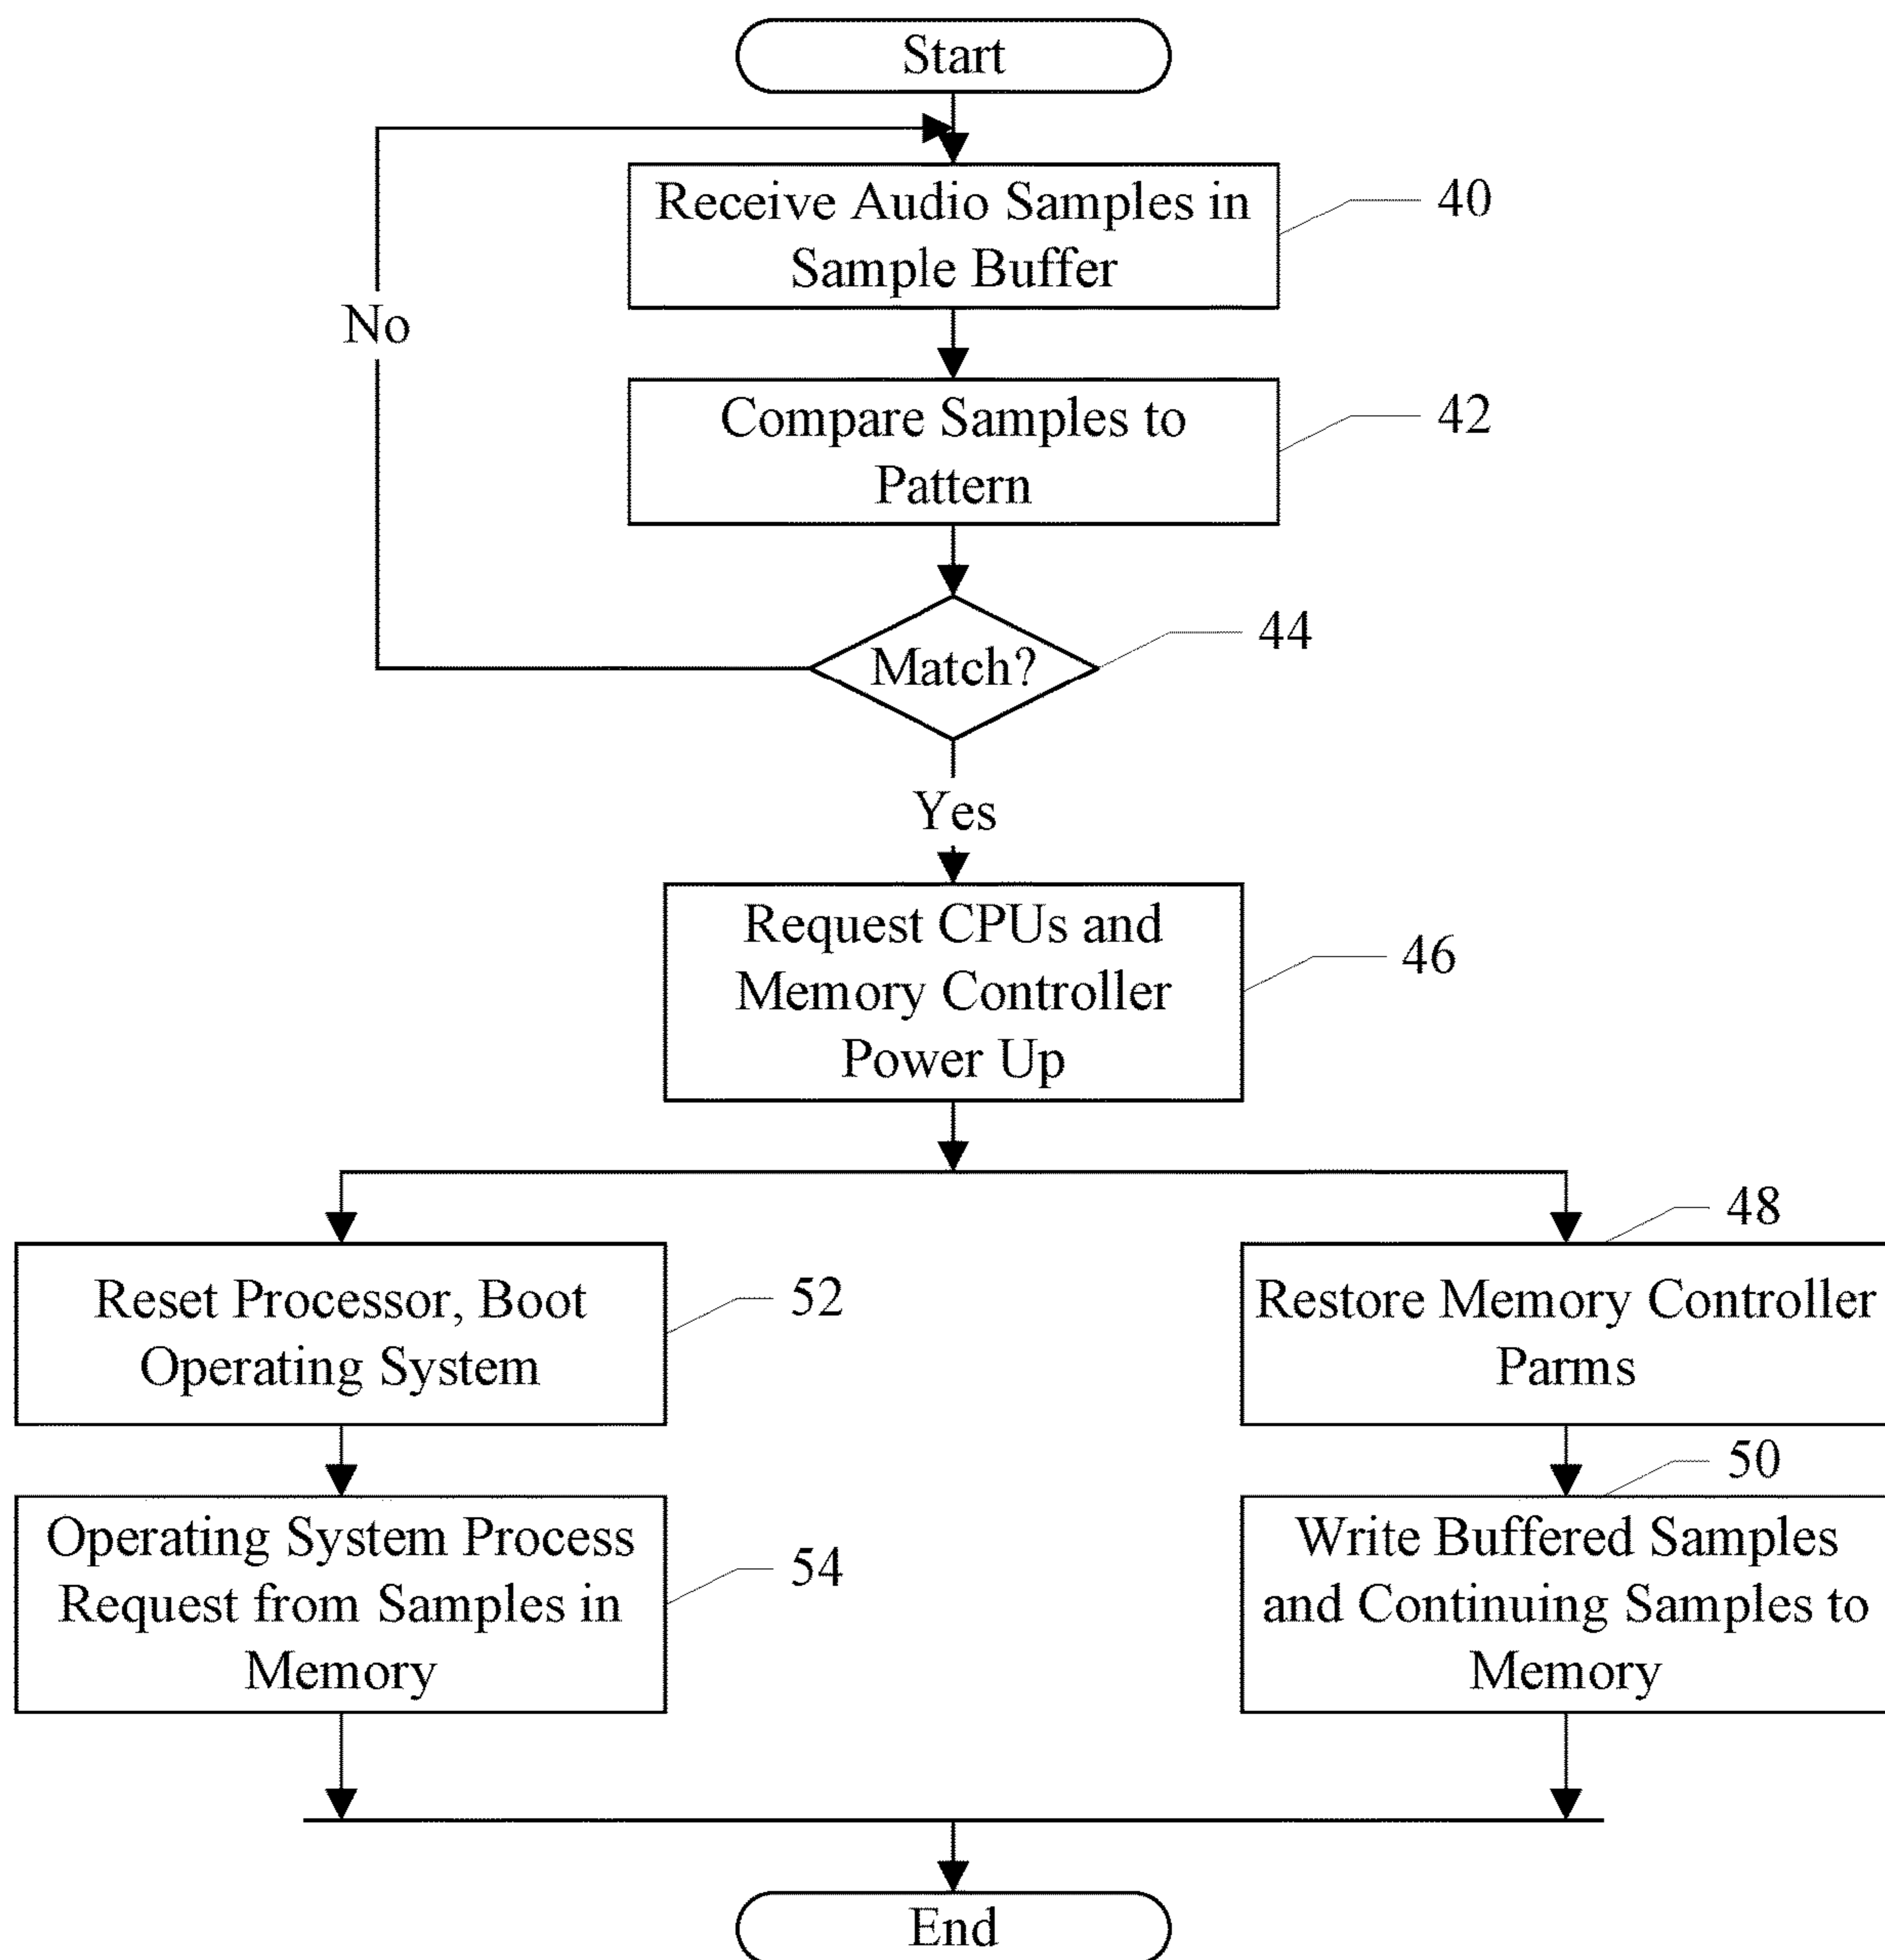 Start
Receive Audio Samples in
Sample Buffer
40
No
Compare Samples to
Pattern
42
Match?
44
Yes
Request CPUs and
Memory Controller
Power Up
46
Reset Processor, Boot
Operating System
52
Restore Memory Controller
Parms
48
Operating System Process
Request from Samples in
Memory
54
Write Buffered Samples
and Continuing Samples to
Memory
50
End